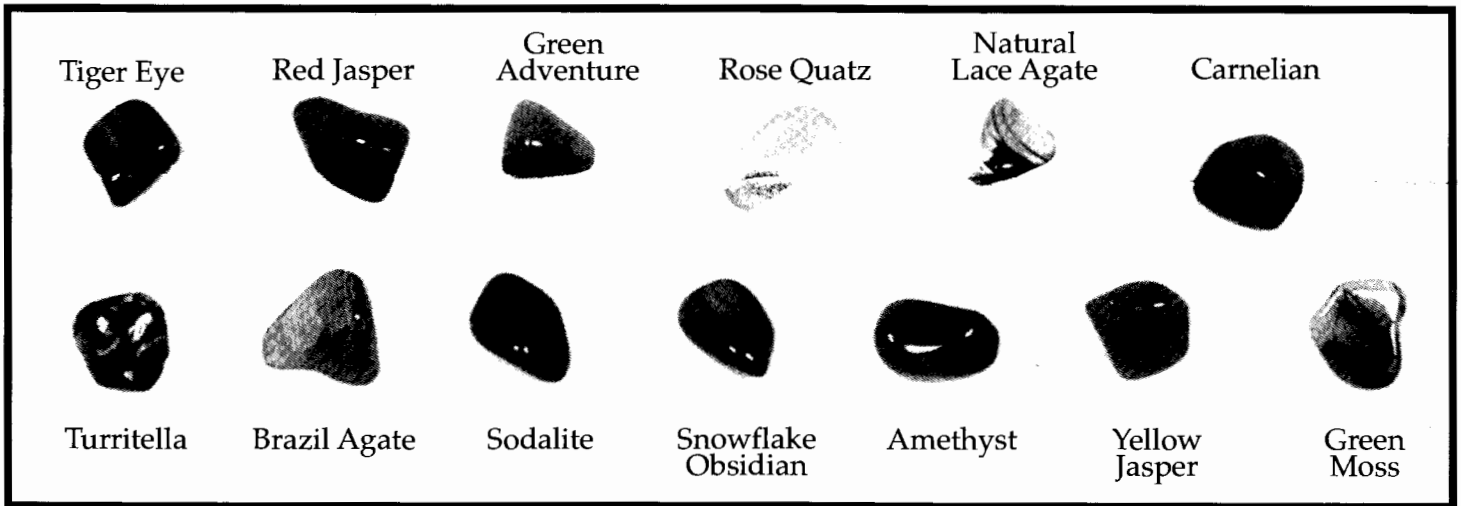 Tiger Eye
Red Jasper
Green
Adventure
Rose Quatz
Natural
Lace Agate
Carnelian
Turritella
Brazil Agate
Sodalite
Snowflake
Obsidian
Amethyst
Yellow
Jasper
Green
Moss